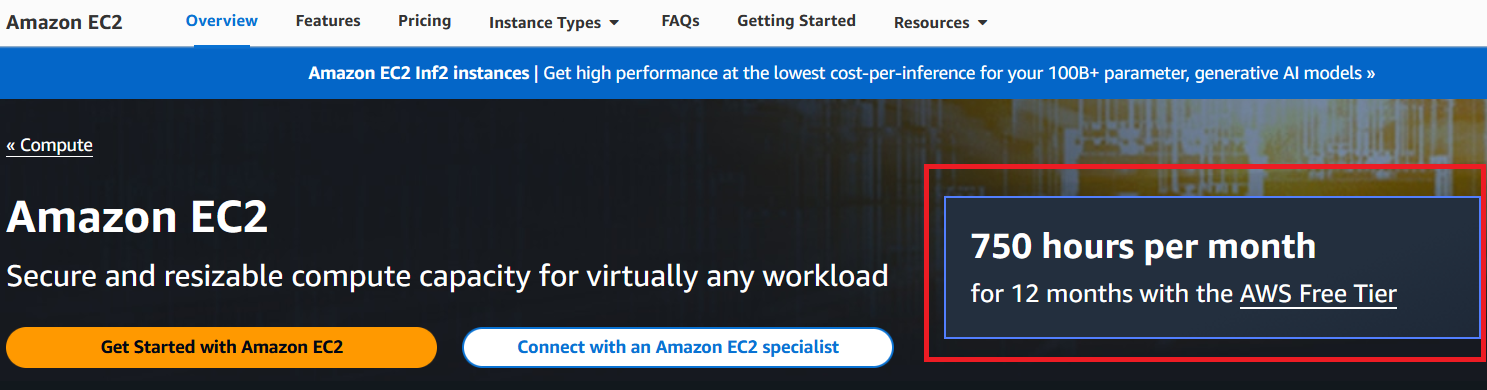 Amazon EC2
Overview
Features
Pricing
Instance Types
FAQs
Getting Started
Resources
Amazon EC2 Inf2 instances | Get high performance at the lowest cost-per-inference for your 100B+ parameter, generative AI models »
« Compute
Amazon EC2
Secure and resizable compute capacity for virtually any workload
Get Started with Amazon EC2
Connect with an Amazon EC2 specialist
750 hours per month
for 12 months with the AWS Free Tier